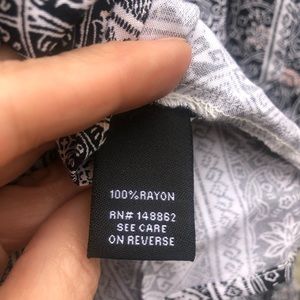 100%RAYON
RN# 148862
SEE CARE
ON REVERSE